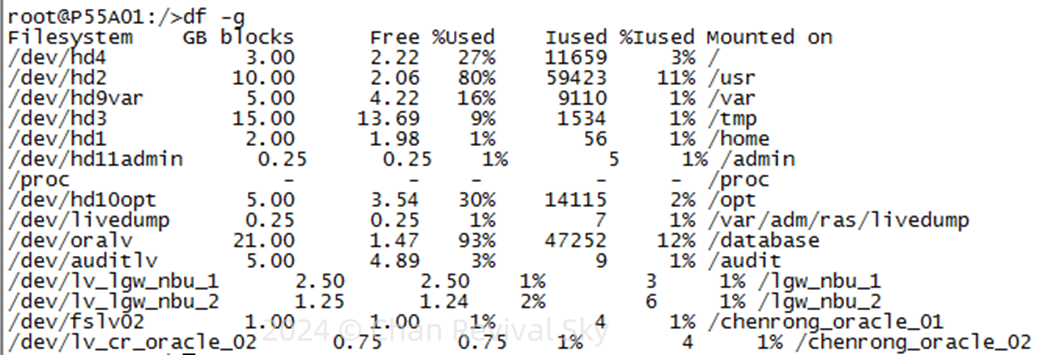 root@P55A01:/>df -g
Filesystem    GB blocks      Free %Used    Iused %Iused Mounted on
/dev/hd4           3.00      2.22   27%    11659     3% /
/dev/hd2          10.00      2.06   80%    59423    11% /usr
/dev/hd9var        5.00      4.22   16%     9110     1% /var
/dev/hd3          15.00     13.69    9%     1534     1% /tmp
/dev/hd1           2.00      1.98    1%       56     1% /home
/dev/hd11admin      0.25      0.25    1%        5     1% /admin
/proc                 -         -    -         -     -  /proc
/dev/hd10opt       5.00      3.54   30%    14115     2% /opt
/dev/livedump      0.25      0.25    1%        7     1% /var/adm/ras/livedump
/dev/oralv        21.00      1.47   93%    47252    12% /database
/dev/auditlv       5.00      4.89    3%        9     1% /audit
/dev/lv_lgw_nbu_1      2.50      2.50    1%        3     1% /lgw_nbu_1
/dev/lv_lgw_nbu_2      1.25      1.24    2%        6     1% /lgw_nbu_2
/dev/fslv02        1.00      1.00    1%        4     1% /chenrong_oracle_01
/dev/lv_cr_oracle_02      0.75      0.75    1%        4     1% /chenrong_oracle_02
2024 © Chan Revival Sky